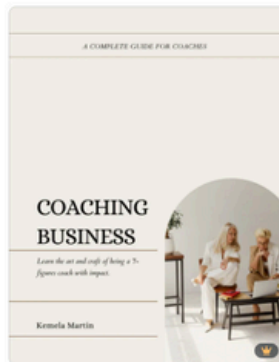 A COMPLETE GUIDE FOR COACHES
COACHING
BUSINESS
Learn the art and craft of being a 7-
figures coach with impact.
Kemela Martin